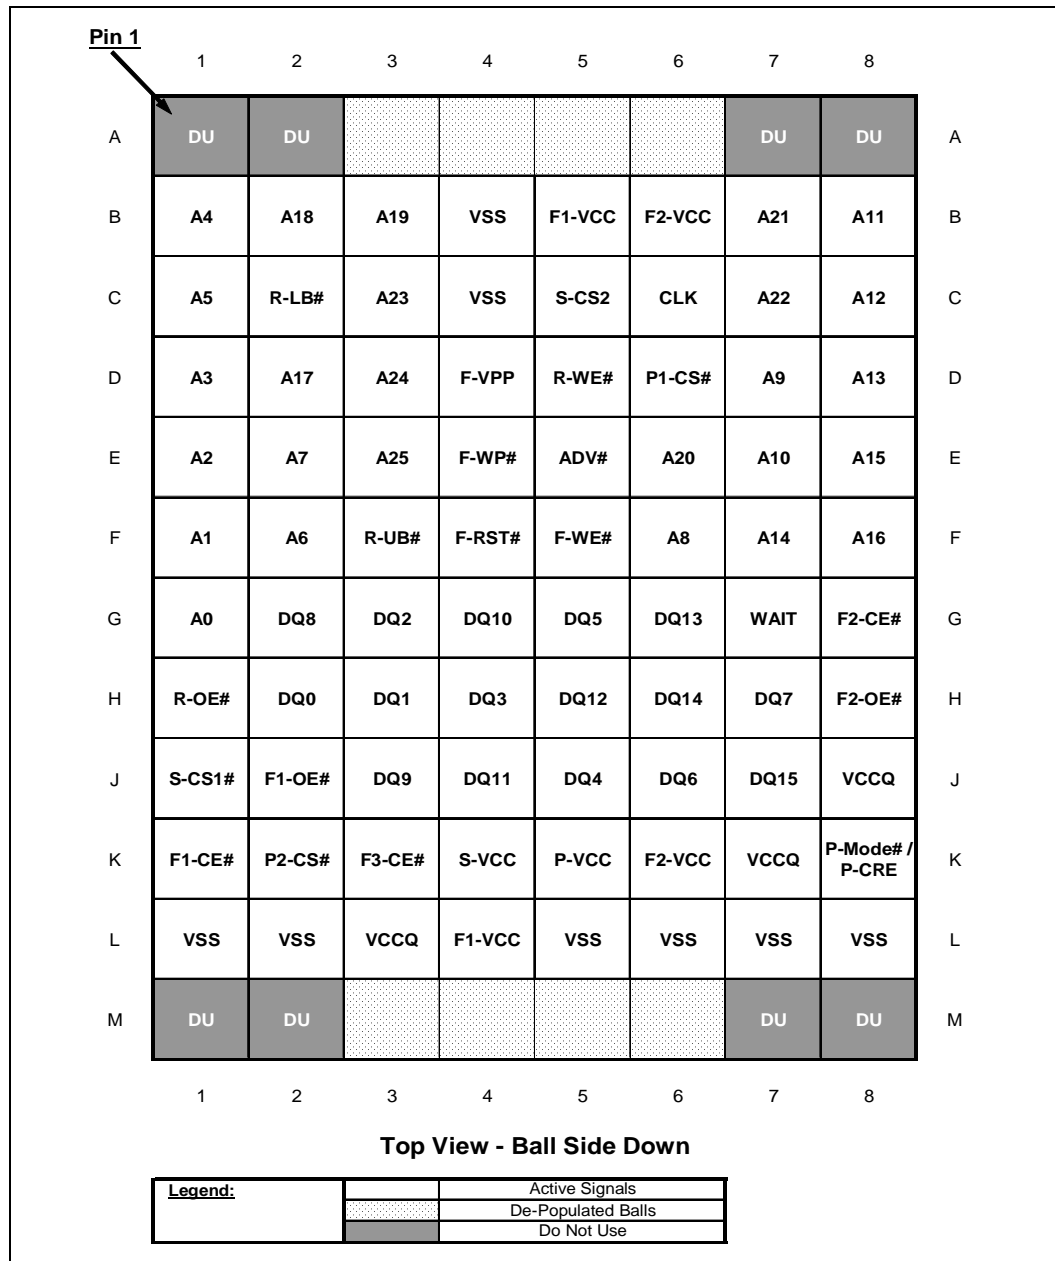 Pin 1
1 2 3 4 5 6 7 8
A DU DU DU DU A
B A4 A18 A19 VSS F1-VCC F2-VCC A21 A11 B
C A5 R-LB# A23 VSS S-CS2 CLK A22 A12 C
D A3 A17 A24 F-VPP R-WE# P1-CS# A9 A13 D
E A2 A7 A25 F-WP# ADV# A20 A10 A15 E
F A1 A6 R-UB# F-RST# F-WE# A8 A14 A16 F
G A0 DQ8 DQ2 DQ10 DQ5 DQ13 WAIT F2-CE# G
H R-OE# DQ0 DQ1 DQ3 DQ12 DQ14 DQ7 F2-OE# H
J S-CS1# F1-OE# DQ9 DQ11 DQ4 DQ6 DQ15 VCCQ J
K F1-CE# P2-CS# F3-CE# S-VCC P-VCC F2-VCC VCCQ P-Mode# / P-CRE K
L VSS VSS VCCQ F1-VCC VSS VSS VSS VSS L
M DU DU DU DU M
1 2 3 4 5 6 7 8
Top View - Ball Side Down
Legend: Active Signals
De-Populated Balls
Do Not Use